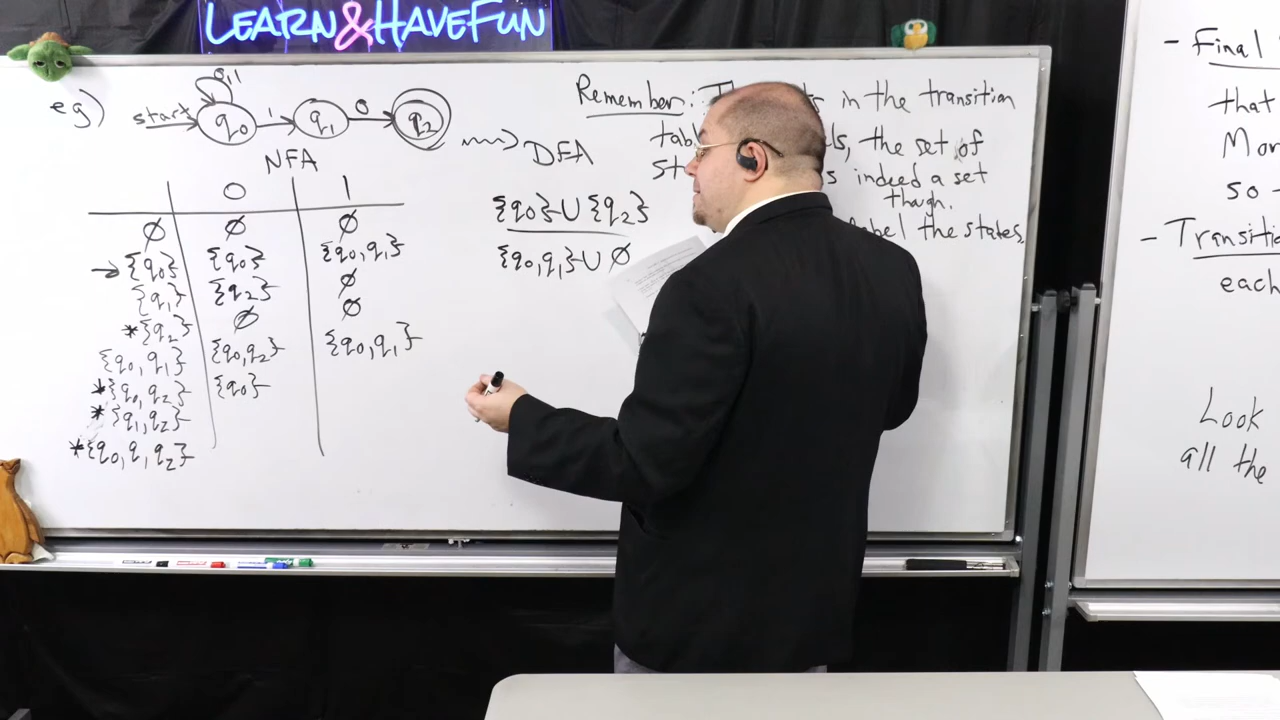 LEARN&HAVEFUN
eg)
start
0,1
q0
1
q1
0
q2
NFA
DFA
0 1
∅ ∅ ∅
→{q0} {q0} {q0,q1}
{q1} {q2} ∅
*{q2} ∅ ∅
{q0,q1} {q0,q2} {q0,q1}
*{q0,q2} {q0}
*{q1,q2}
*{q0,q1,q2}
{q0}∪{q2}
{q0,q1}∪∅
Remember: in the transition
the set of
indeed a set
though.
label the states
- Final
that
Mor
so
- Transiti
each
Look
all the